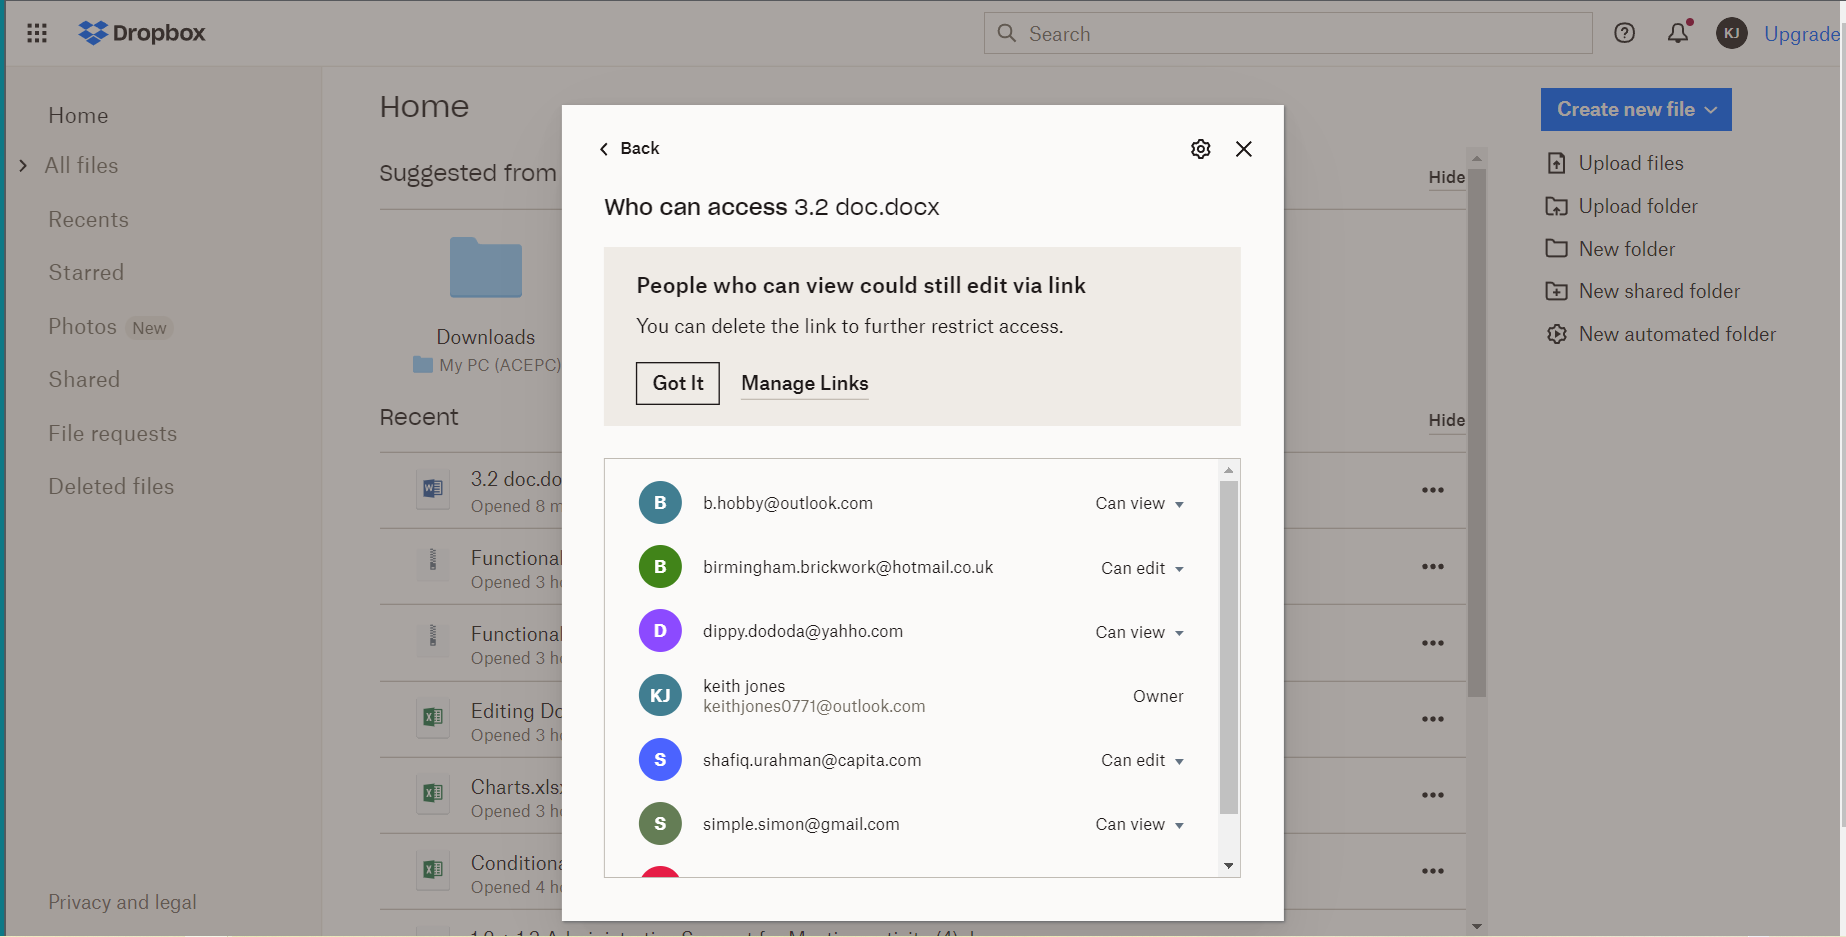 Dropbox
Search
KJ
Upgrade
Home
All files
Recents
Starred
Photos New
Shared
File requests
Deleted files
Privacy and legal
Home
Suggested from
Hide
Downloads
My PC (ACEPC)
Recent
Hide
3.2 doc.do
Opened 8 m
Functional
Opened 3 h
Functional
Opened 3 h
Editing Do
Opened 3 h
Charts.xls
Opened 3 h
Conditiona
Opened 4 h
Back
Who can access 3.2 doc.docx
People who can view could still edit via link
You can delete the link to further restrict access.
Got It
Manage Links
B b.hobby@outlook.com Can view
B birmingham.brickwork@hotmail.co.uk Can edit
D dippy.dododa@yahho.com Can view
KJ keith jones Owner
keithjones0771@outlook.com
S shafiq.urahman@capita.com Can edit
S simple.simon@gmail.com Can view
Create new file
Upload files
Upload folder
New folder
New shared folder
New automated folder